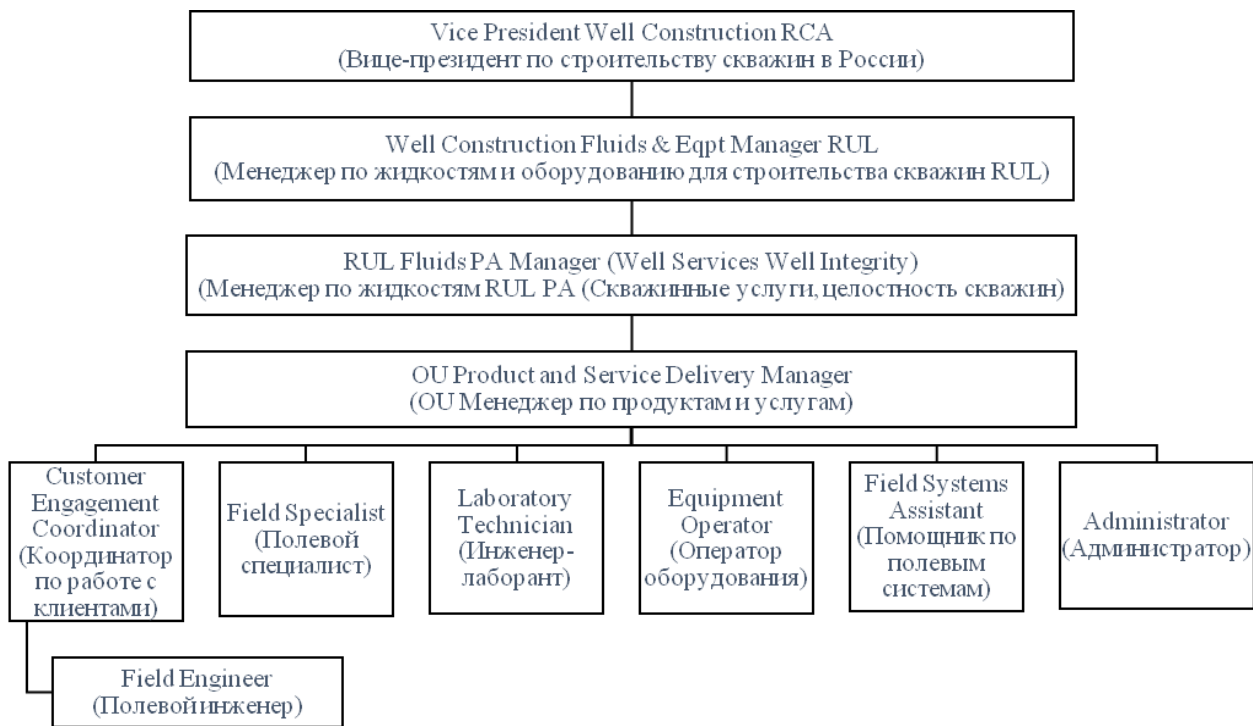 Vice President Well Construction RCA
(Вице-президент по строительству скважин в России)
Well Construction Fluids & Eqpt Manager RUL
(Менеджер по жидкостям и оборудованию для строительства скважин RUL)
RUL Fluids PA Manager (Well Services Well Integrity)
(Менеджер по жидкостям RUL PA (Скважинные услуги, целостность скважин)
OU Product and Service Delivery Manager
(OU Менеджер по продуктам и услугам)
Customer
Engagement
Coordinator
(Координатор
по работе с
клиентами)
Field Specialist
(Полевой
специалист)
Laboratory
Technician
(Инженер-
лаборант)
Equipment
Operator
(Оператор
оборудования)
Field Systems
Assistant
(Помощник по
полевым
системам)
Administrator
(Администратор)
Field Engineer
(Полевой инженер)